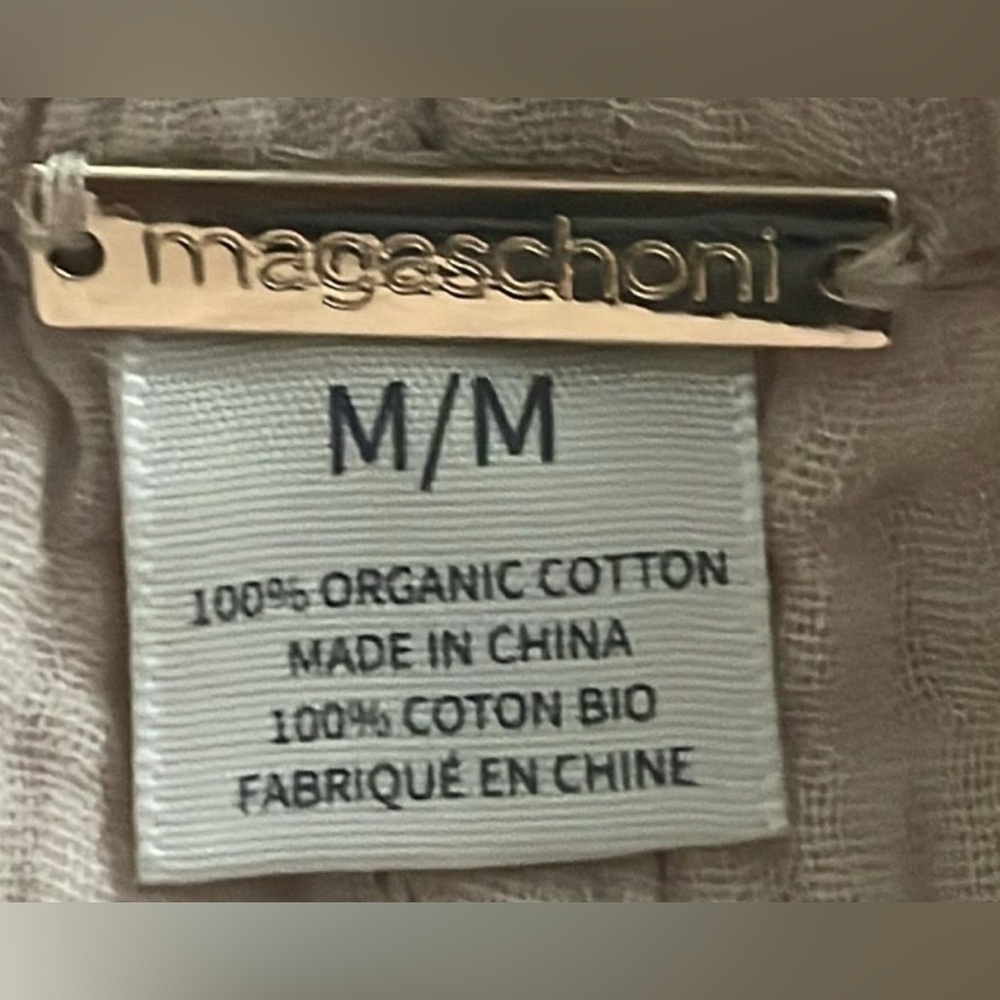 magaschoni
M/M
100% ORGANIC COTTON
MADE IN CHINA
100% COTON BIO
FABRIQUÉ EN CHINE